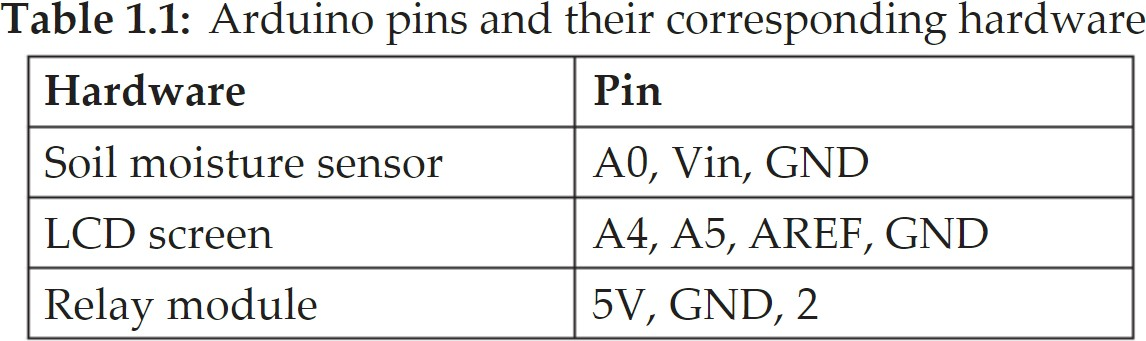 Table 1.1: Arduino pins and their corresponding hardware
Hardware Pin
Soil moisture sensor A0, Vin, GND
LCD screen A4, A5, AREF, GND
Relay module 5V, GND, 2